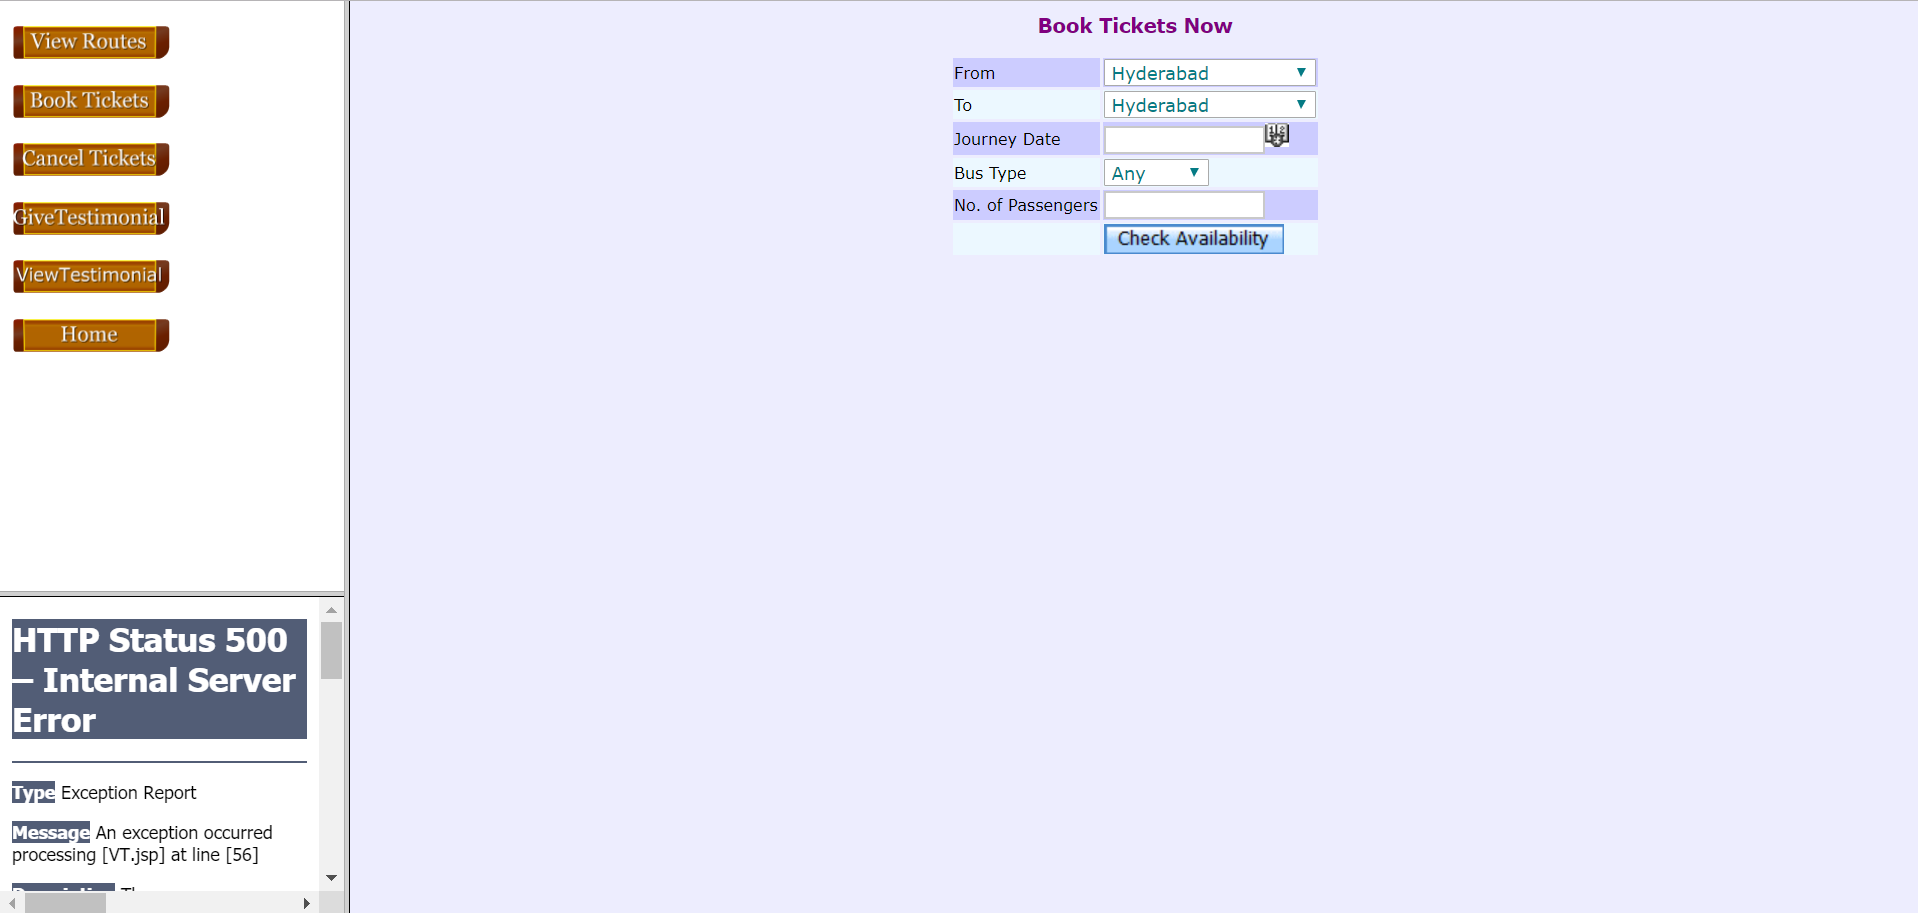 View Routes
Book Tickets
Cancel Tickets
GiveTestimonial
ViewTestimonial
Home
HTTP Status 500
– Internal Server
Error
Type Exception Report
Message An exception occurred
processing [VT.jsp] at line [56]
Book Tickets Now
From Hyderabad
To Hyderabad
Journey Date
Bus Type Any
No. of Passengers
Check Availability